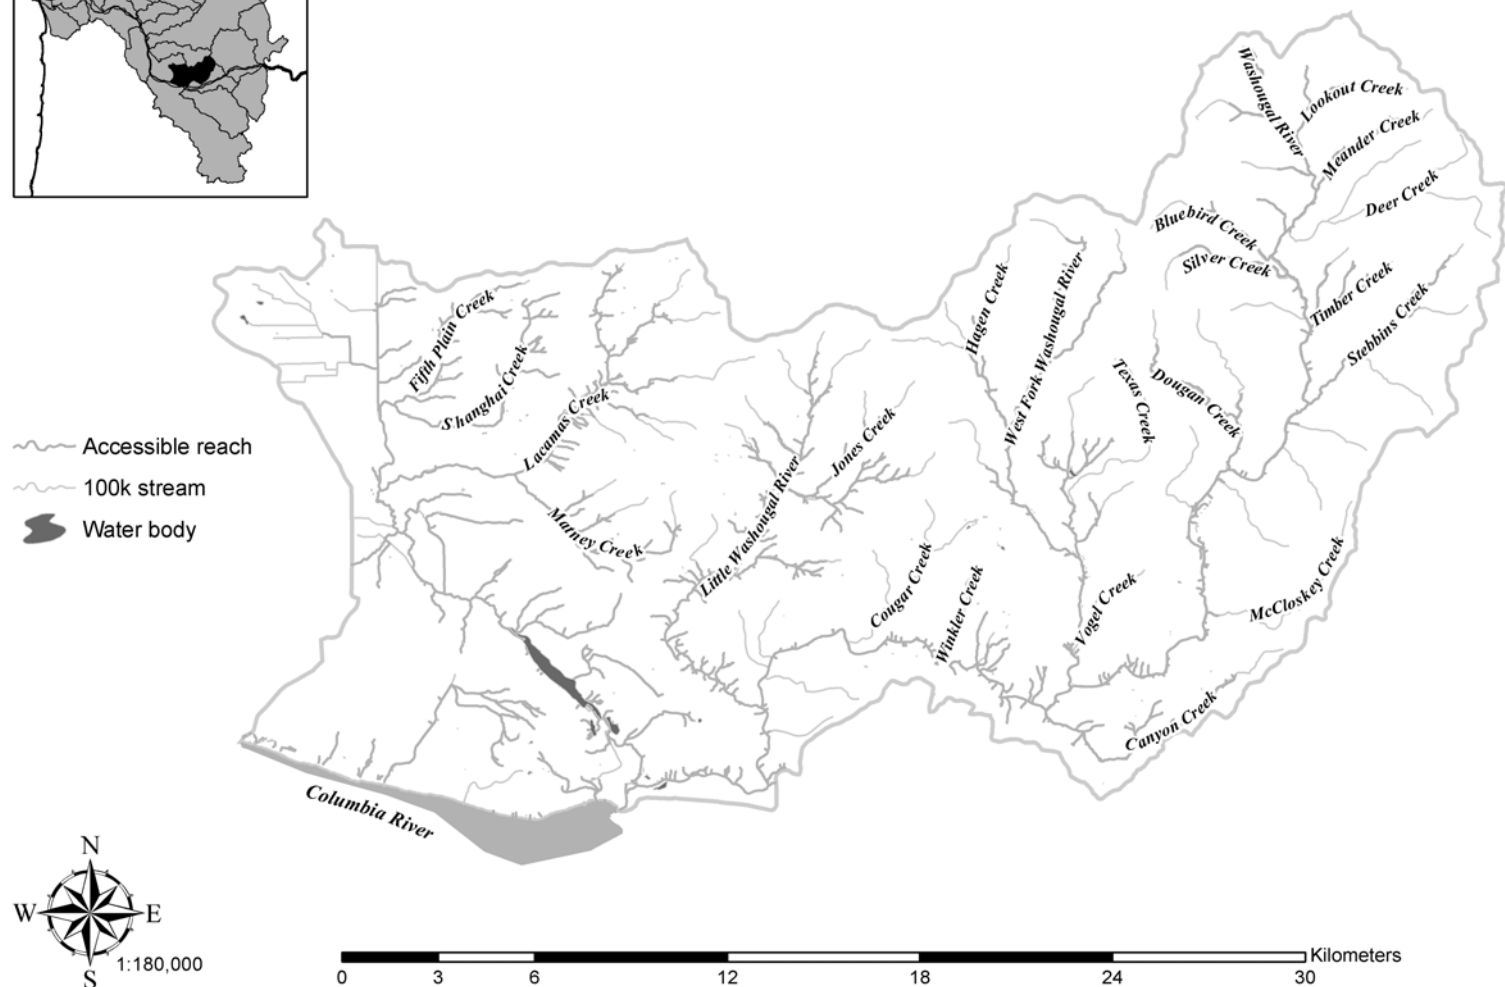 Washougal River
Lookout Creek
Meander Creek
Deer Creek
Bluebird Creek
Silver Creek
Timber Creek
Stebbins Creek
Hagen Creek
West Fork Washougal River
Fifth Plain Creek
Shanghai Creek
Lacamas Creek
Texas Creek
Dougan Creek
Jones Creek
Little Washougal River
Matney Creek
Accessible reach
100k stream
Water body
Cougar Creek
Winkler Creek
Vogel Creek
McCloskey Creek
Canyon Creek
Columbia River
N
W E
S
1:180,000
Kilometers
0 3 6 12 18 24 30